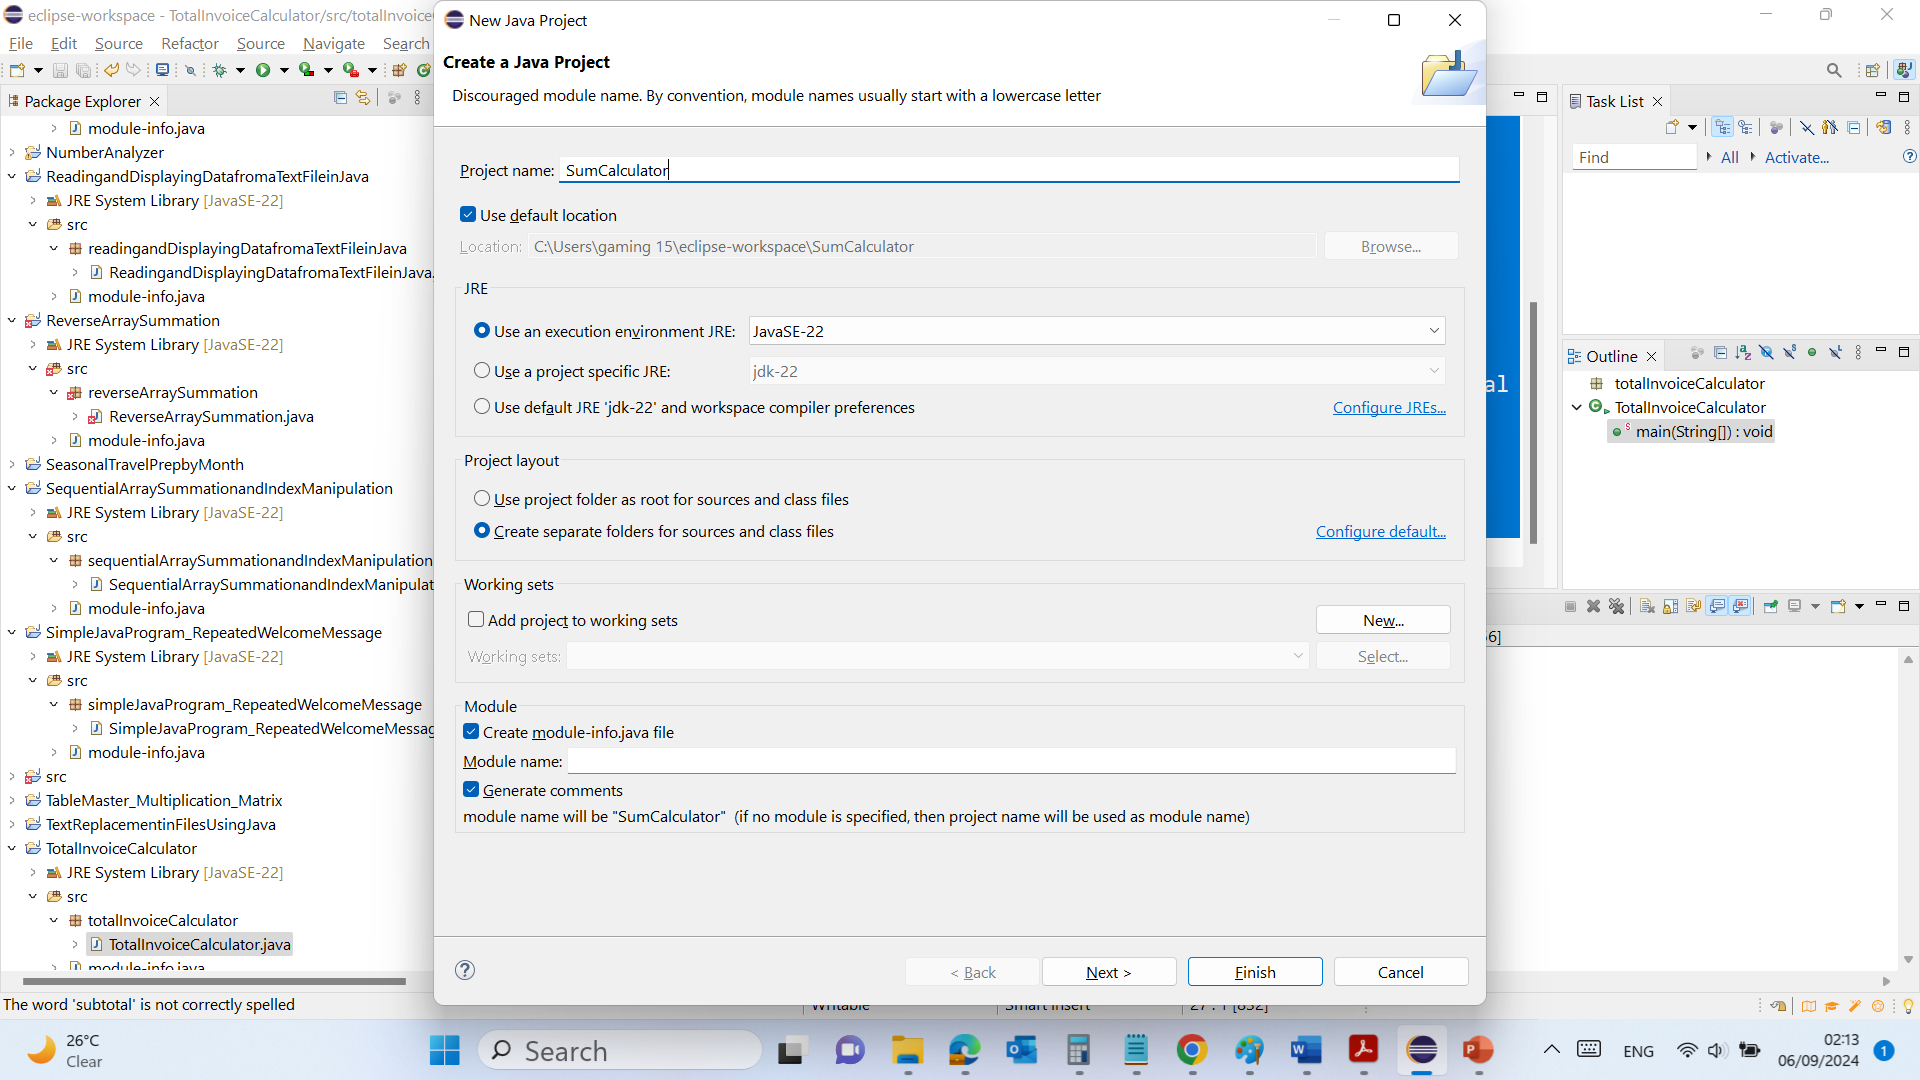 eclipse-workspace - TotalInvoiceCalculator/src/totalInvoice
File Edit Source Refactor Source Navigate Search
Package Explorer
module-info.java
NumberAnalyzer
ReadingandDisplayingDatafromaTextFileinJava
JRE System Library [JavaSE-22]
src
readingandDisplayingDatafromaTextFileinJava
ReadingandDisplayingDatafromaTextFileinJava.
module-info.java
ReverseArraySummation
JRE System Library [JavaSE-22]
src
reverseArraySummation
ReverseArraySummation.java
module-info.java
SeasonalTravelPrepbyMonth
SequentialArraySummationandIndexManipulation
JRE System Library [JavaSE-22]
src
sequentialArraySummationandIndexManipulation
SequentialArraySummationandIndexManipulat
module-info.java
SimpleJavaProgram_RepeatedWelcomeMessage
JRE System Library [JavaSE-22]
src
simpleJavaProgram_RepeatedWelcomeMessage
SimpleJavaProgram_RepeatedWelcomeMessag
module-info.java
src
TableMaster_Multiplication_Matrix
TextReplacementinFilesUsingJava
TotalInvoiceCalculator
JRE System Library [JavaSE-22]
src
totalInvoiceCalculator
TotalInvoiceCalculator.java
module-info.java
New Java Project
Create a Java Project
Discouraged module name. By convention, module names usually start with a lowercase letter
Project name: SumCalculator
Use default location
Location: C:\Users\gaming 15\eclipse-workspace\SumCalculator Browse...
JRE
Use an execution environment JRE: JavaSE-22
Use a project specific JRE: jdk-22
Use default JRE 'jdk-22' and workspace compiler preferences Configure JREs...
Project layout
Use project folder as root for sources and class files
Create separate folders for sources and class files Configure default...
Working sets
Add project to working sets New...
Working sets: Select...
Module
Create module-info.java file
Module name:
Generate comments
module name will be "SumCalculator" (if no module is specified, then project name will be used as module name)
< Back Next > Finish Cancel
al
Task List
Find All Activate...
Outline
totalInvoiceCalculator
TotalInvoiceCalculator
main(String[]) : void
56]
The word 'subtotal' is not correctly spelled Writable Smart Insert 27 : 1 [832]
26°C
Clear
Search
ENG
02:13
06/09/2024
1